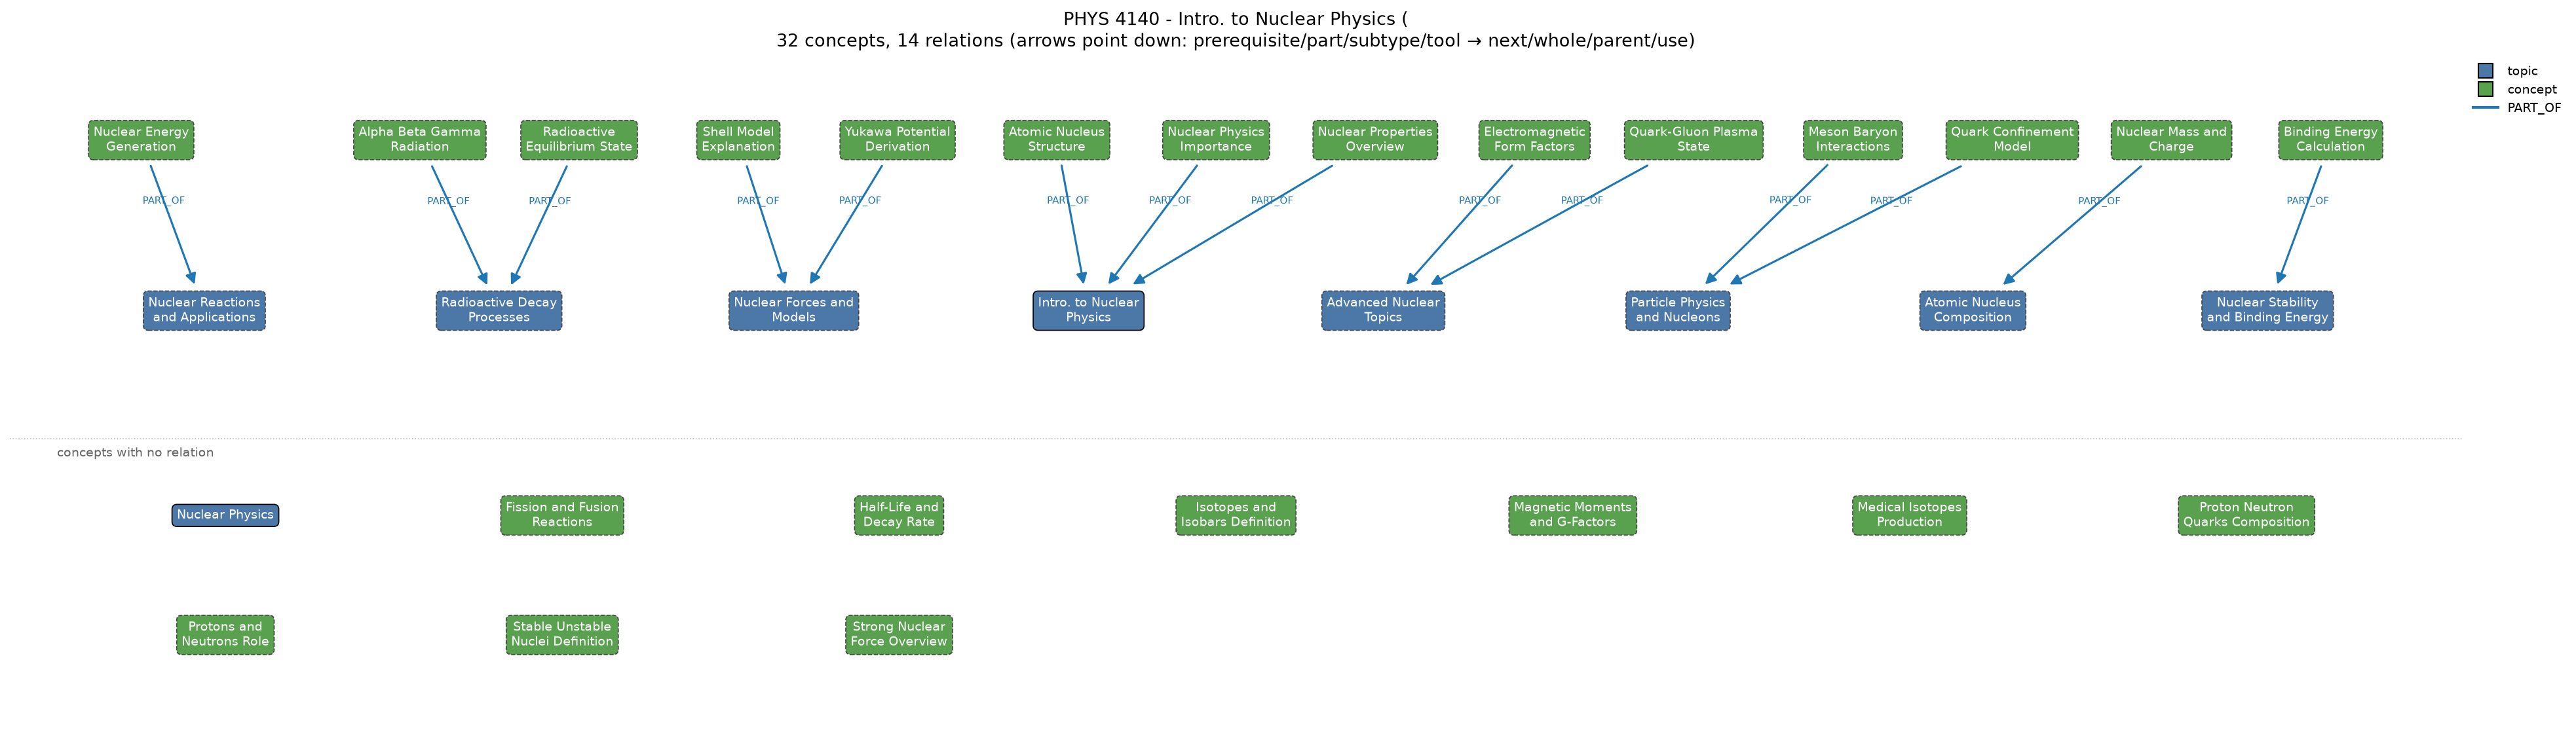 PHYS 4140 - Intro. to Nuclear Physics (
32 concepts, 14 relations (arrows point down: prerequisite/part/subtype/tool → next/whole/parent/use)
topic
concept
PART_OF
Nuclear Energy
Generation
Alpha Beta Gamma
Radiation
Radioactive
Equilibrium State
Shell Model
Explanation
Yukawa Potential
Derivation
Atomic Nucleus
Structure
Nuclear Physics
Importance
Nuclear Properties
Overview
Electromagnetic
Form Factors
Quark-Gluon Plasma
State
Meson Baryon
Interactions
Quark Confinement
Model
Nuclear Mass and
Charge
Binding Energy
Calculation
PART_OF
PART_OF
PART_OF
PART_OF
PART_OF
PART_OF
PART_OF
PART_OF
PART_OF
PART_OF
PART_OF
PART_OF
PART_OF
PART_OF
Nuclear Reactions
and Applications
Radioactive Decay
Processes
Nuclear Forces and
Models
Intro. to Nuclear
Physics
Advanced Nuclear
Topics
Particle Physics
and Nucleons
Atomic Nucleus
Composition
Nuclear Stability
and Binding Energy
concepts with no relation
Nuclear Physics
Fission and Fusion
Reactions
Half-Life and
Decay Rate
Isotopes and
Isobars Definition
Magnetic Moments
and G-Factors
Medical Isotopes
Production
Proton Neutron
Quarks Composition
Protons and
Neutrons Role
Stable Unstable
Nuclei Definition
Strong Nuclear
Force Overview